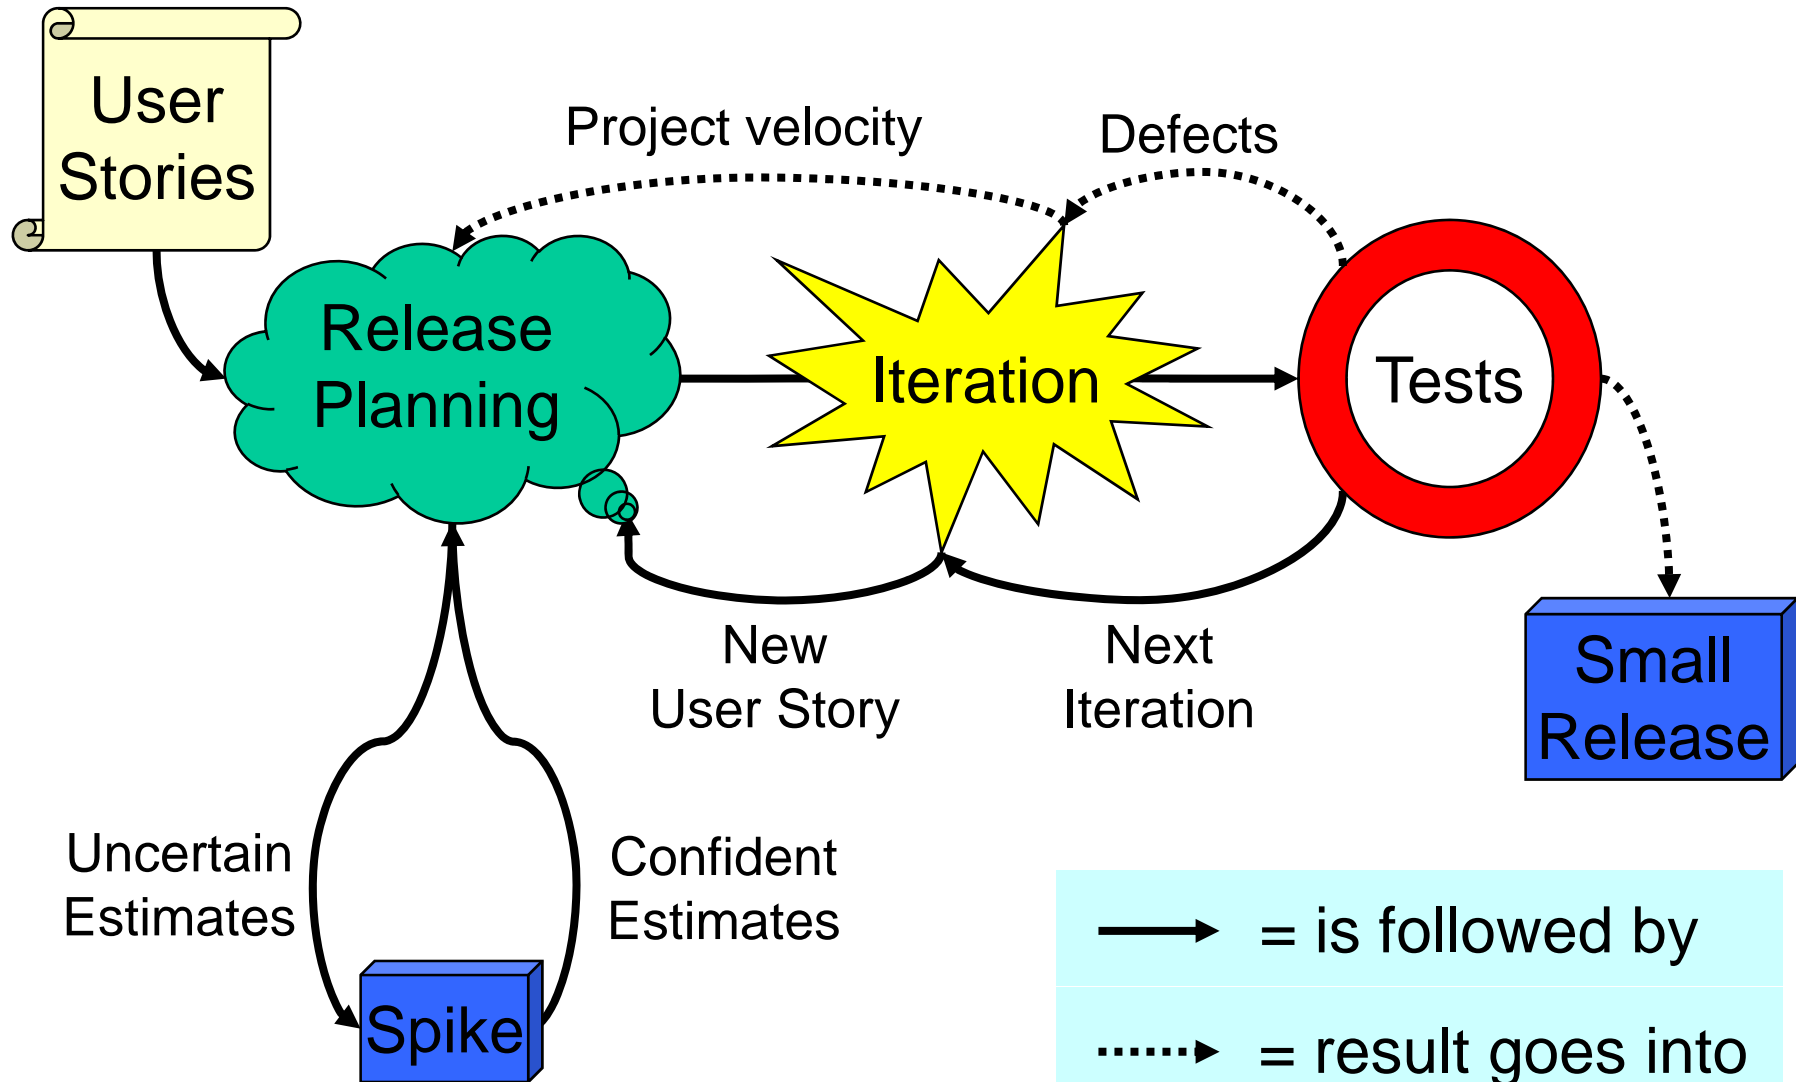 User
Stories
Project velocity
Defects
Release
Planning
Iteration
Tests
New
User Story
Next
Iteration
Small
Release
Uncertain
Estimates
Confident
Estimates
Spike
= is followed by
= result goes into